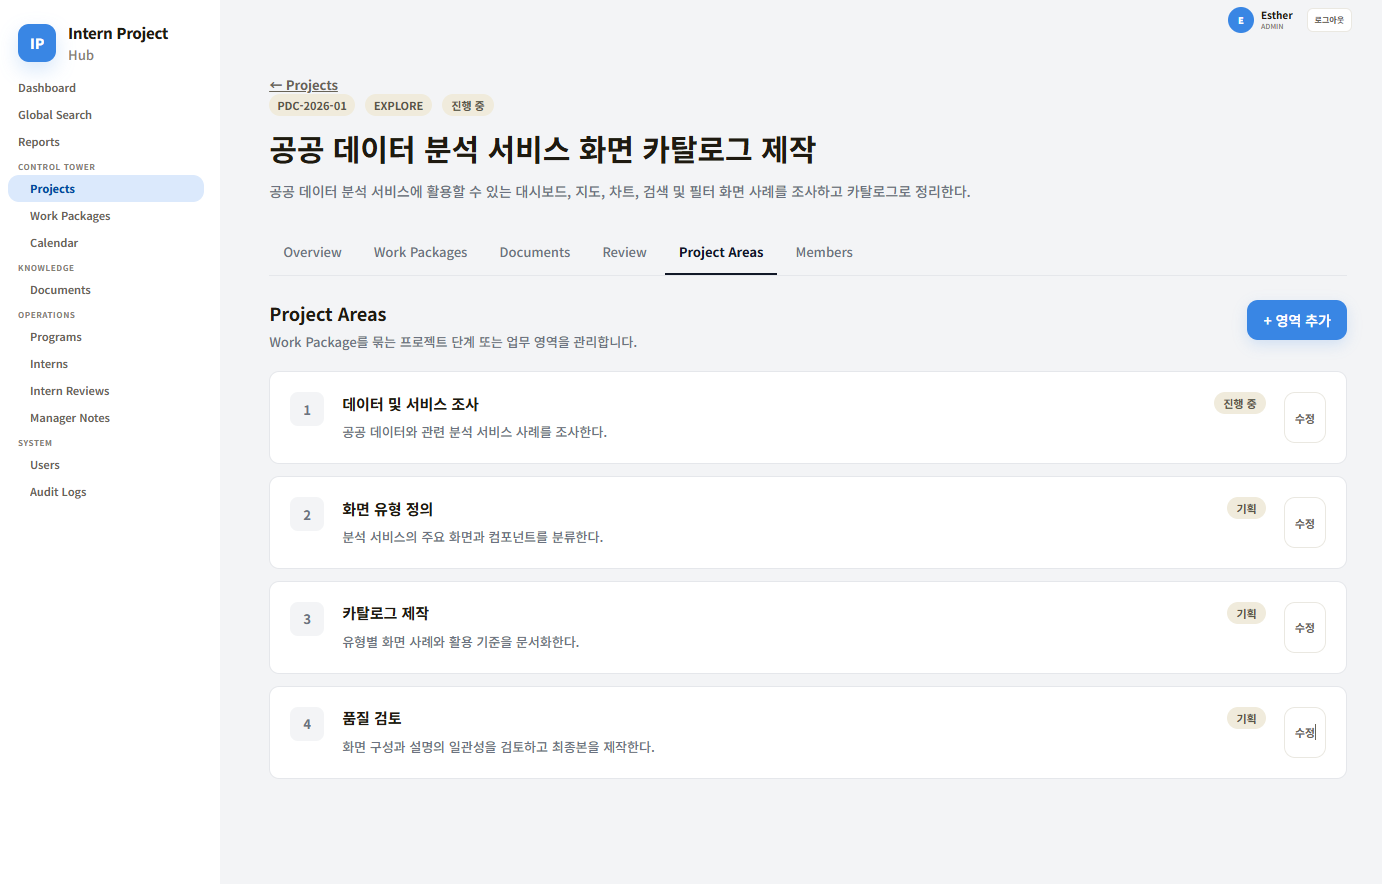 IP
Intern Project
Hub
Dashboard
Global Search
Reports
CONTROL TOWER
Projects
Work Packages
Calendar
KNOWLEDGE
Documents
OPERATIONS
Programs
Interns
Intern Reviews
Manager Notes
SYSTEM
Users
Audit Logs
E
Esther
ADMIN
로그아웃
← Projects
PDC-2026-01 EXPLORE 진행 중
공공 데이터 분석 서비스 화면 카탈로그 제작
공공 데이터 분석 서비스에 활용할 수 있는 대시보드, 지도, 차트, 검색 및 필터 화면 사례를 조사하고 카탈로그로 정리한다.
Overview Work Packages Documents Review Project Areas Members
Project Areas
Work Package를 묶는 프로젝트 단계 또는 업무 영역을 관리합니다.
+ 영역 추가
1
데이터 및 서비스 조사
공공 데이터와 관련 분석 서비스 사례를 조사한다.
진행 중
수정
2
화면 유형 정의
분석 서비스의 주요 화면과 컴포넌트를 분류한다.
기획
수정
3
카탈로그 제작
유형별 화면 사례와 활용 기준을 문서화한다.
기획
수정
4
품질 검토
화면 구성과 설명의 일관성을 검토하고 최종본을 제작한다.
기획
수정